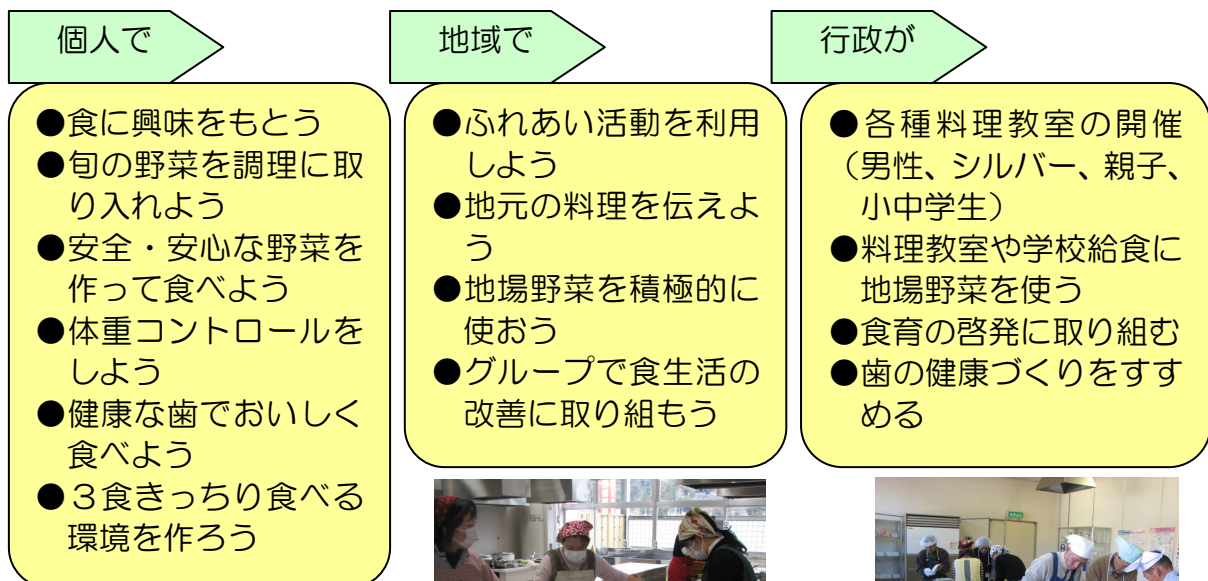 個人で
●食に興味をもとう
●旬の野菜を調理に取
り入れよう
●安全・安心な野菜を
作って食べよう
●体重コントロールを
しよう
●健康な歯でおいしく
食べよう
●３食きっちり食べる
環境を作ろう
地域で
●ふれあい活動を利用
しよう
●地元の料理を伝えよ
う
●地場野菜を積極的に
使おう
●グループで食生活の
改善に取り組もう
行政が
●各種料理教室の開催
（男性、シルバー、親子、
小中学生）
●料理教室や学校給食に
地場野菜を使う
●食育の啓発に取り組む
●歯の健康づくりをすす
める